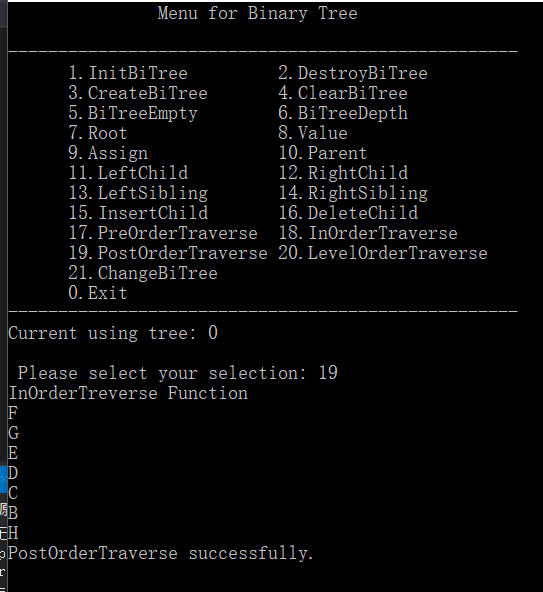 Menu for Binary Tree
---------------------------------------------------
1.InitBiTree 2.DestroyBiTree
3.CreateBiTree 4.ClearBiTree
5.BiTreeEmpty 6.BiTreeDepth
7.Root 8.Value
9.Assign 10.Parent
11.LeftChild 12.RightChild
13.LeftSibling 14.RightSibling
15.InsertChild 16.DeleteChild
17.PreOrderTraverse 18.InOrderTraverse
19.PostOrderTraverse 20.LevelOrderTraverse
21.ChangeBiTree
0.Exit
---------------------------------------------------
Current using tree: 0
Please select your selection: 19
InOrderTreverse Function
F
G
E
D
C
B
H
PostOrderTraverse successfully.